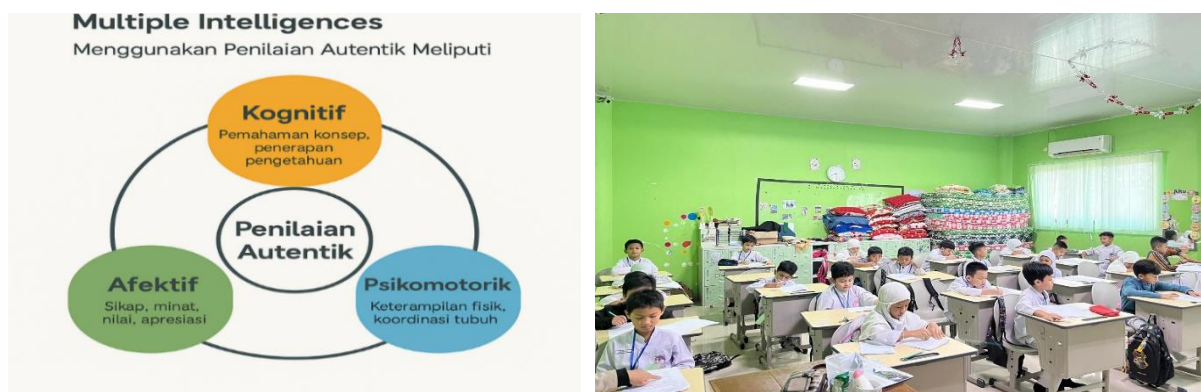 Multiple Intelligences
Menggunakan Penilaian Autentik Meliputi
Kognitif
Pemahaman konsep,
penerapan
pengetahuan
Penilaian
Autentik
Afektif
Sikap, minat,
nilai, apresiasi
Psikomotorik
Keterampilan fisik,
koordinasi tubuh